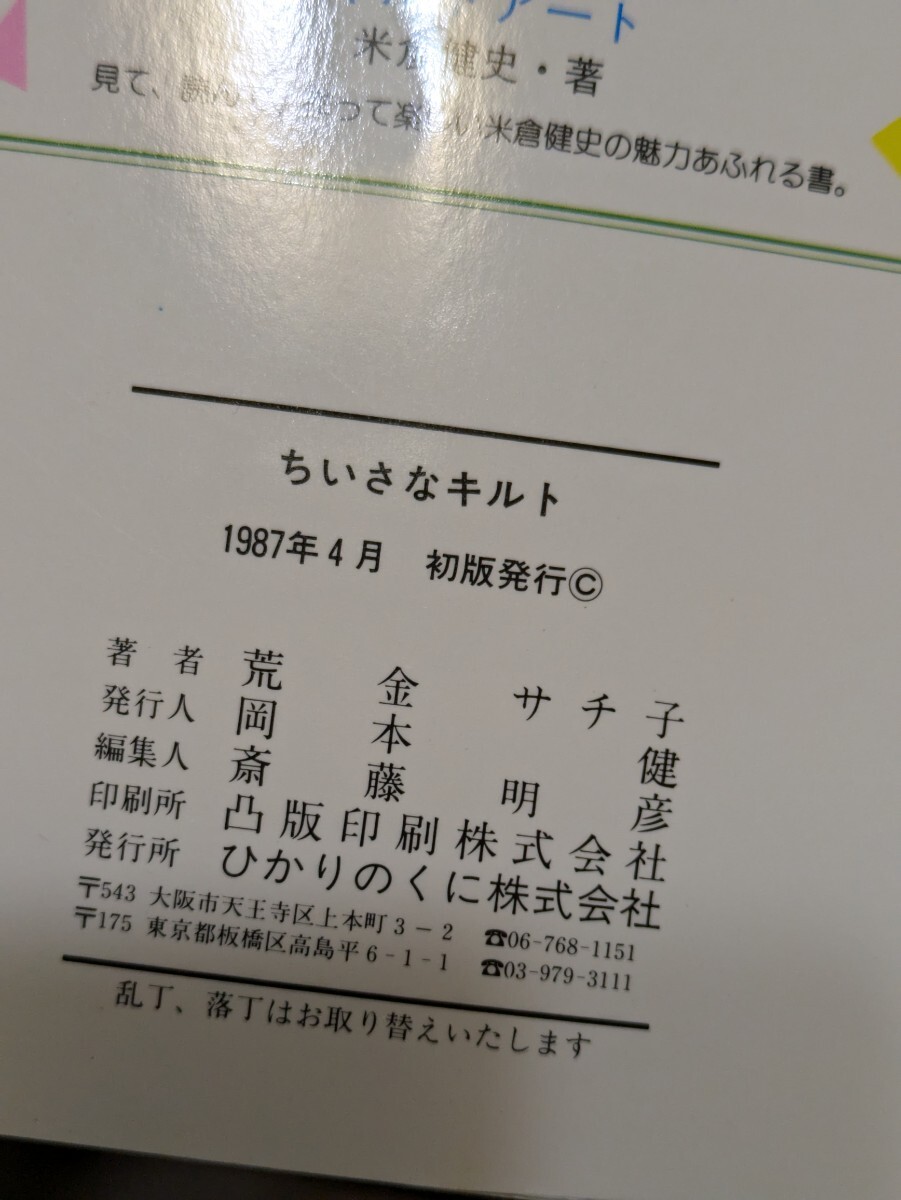 アート
米倉健史・著
見て、読んで、って楽しい米倉健史の魅力あふれる書。
ちいさなキルト
1987年4月 初版発行©
著者 荒金サチ子
発行人 岡本健
編集人 斎藤明彦
印刷所 凸版印刷株式会社
発行所 ひかりのくに株式会社
〒543 大阪市天王寺区上本町3-2 ☎06-768-1151
〒175 東京都板橋区高島平6-1-1 ☎03-979-3111
乱丁、落丁はお取り替えいたします